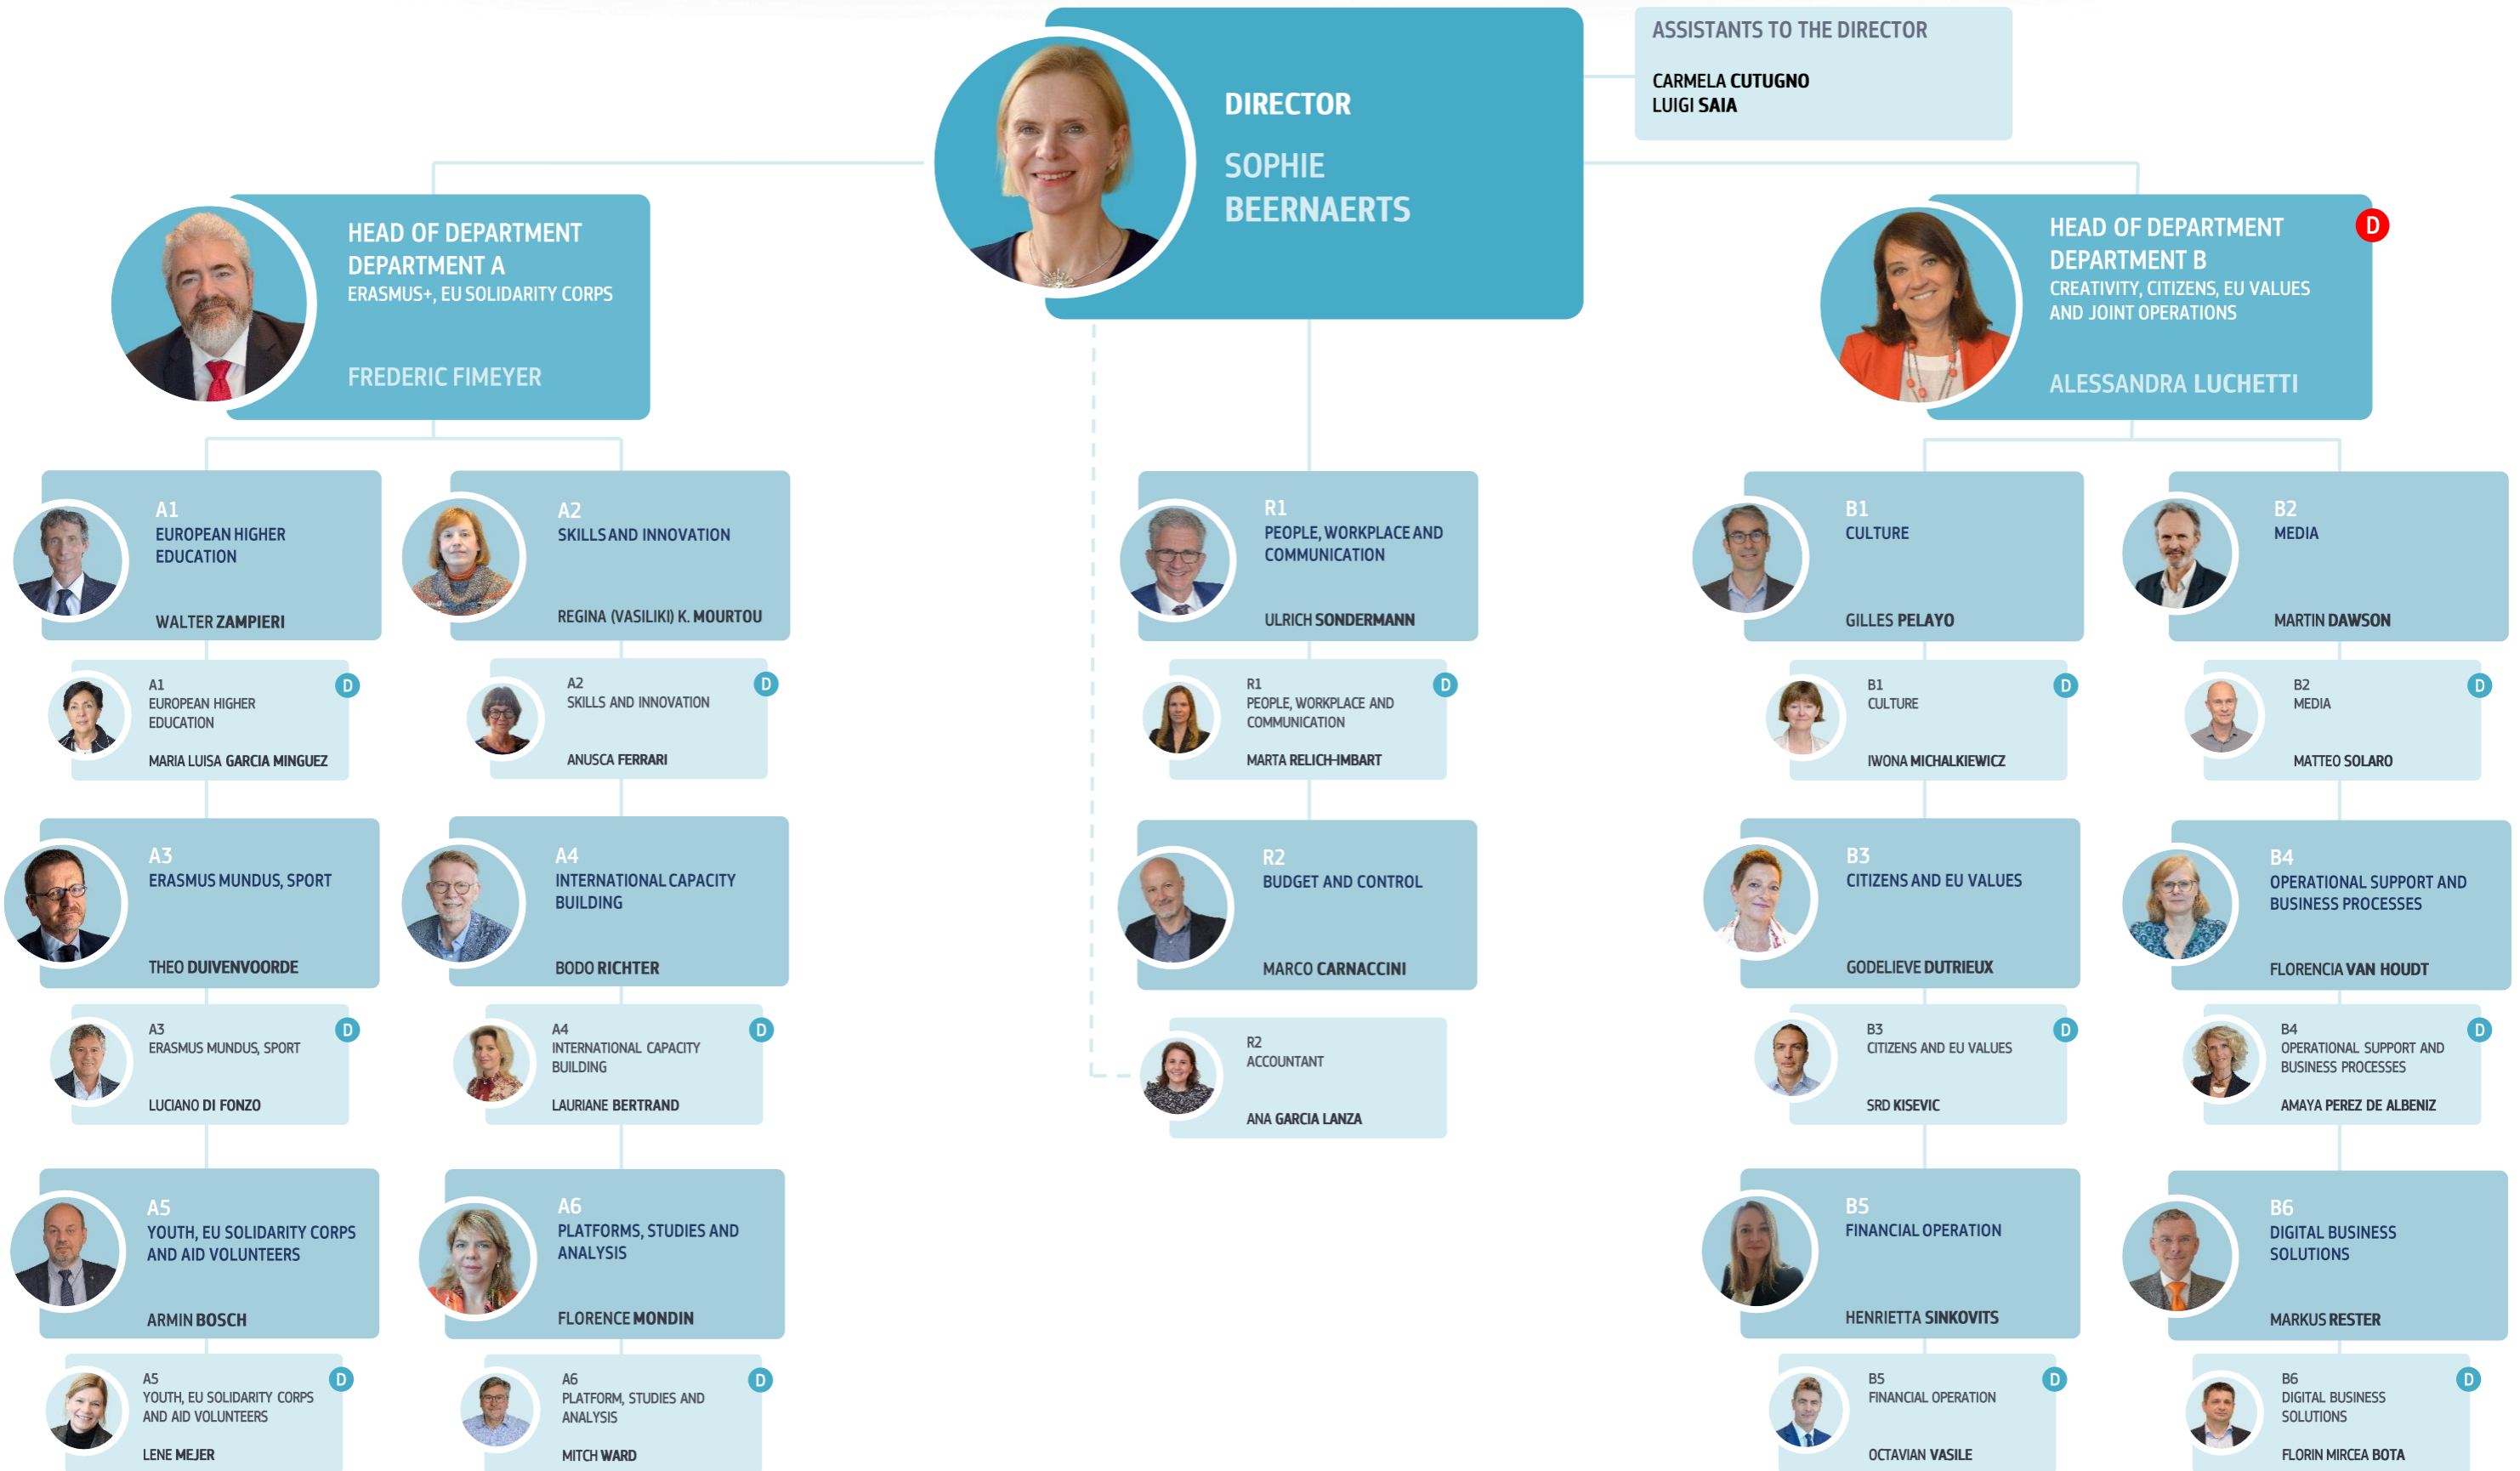 ASSISTANTS TO THE DIRECTOR
CARMELA CUTUGNO
LUIGI SAIA
DIRECTOR
SOPHIE
BEERNAERTS
HEAD OF DEPARTMENT
DEPARTMENT A
ERASMUS+, EU SOLIDARITY CORPS
FREDERIC FIMEYER
D
HEAD OF DEPARTMENT
DEPARTMENT B
CREATIVITY, CITIZENS, EU VALUES
AND JOINT OPERATIONS
ALESSANDRA LUCHETTI
A1
EUROPEAN HIGHER
EDUCATION
WALTER ZAMPIERI
A2
SKILLS AND INNOVATION
REGINA (VASILIKI) K. MOURTOU
R1
PEOPLE, WORKPLACE AND
COMMUNICATION
ULRICH SONDERMANN
B1
CULTURE
GILLES PELAYO
B2
MEDIA
MARTIN DAWSON
A1
D
EUROPEAN HIGHER
EDUCATION
MARIA LUISA GARCIA MINGUEZ
A2
D
SKILLS AND INNOVATION
ANUSCA FERRARI
R1
D
PEOPLE, WORKPLACE AND
COMMUNICATION
MARTA RELICH-IMBART
B1
D
CULTURE
IWONA MICHALKIEWICZ
B2
D
MEDIA
MATTEO SOLARO
A3
ERASMUS MUNDUS, SPORT
THEO DUIVENVOORDE
A4
INTERNATIONAL CAPACITY
BUILDING
BODO RICHTER
R2
BUDGET AND CONTROL
MARCO CARNACCINI
B3
CITIZENS AND EU VALUES
GODELIEVE DUTRIEUX
B4
OPERATIONAL SUPPORT AND
BUSINESS PROCESSES
FLORENCIA VAN HOUDT
A3
D
ERASMUS MUNDUS, SPORT
LUCIANO DI FONZO
A4
D
INTERNATIONAL CAPACITY
BUILDING
LAURIANE BERTRAND
R2
ACCOUNTANT
ANA GARCIA LANZA
B3
D
CITIZENS AND EU VALUES
SRD KISEVIC
B4
D
OPERATIONAL SUPPORT AND
BUSINESS PROCESSES
AMAYA PEREZ DE ALBENIZ
A5
YOUTH, EU SOLIDARITY CORPS
AND AID VOLUNTEERS
ARMIN BOSCH
A6
PLATFORMS, STUDIES AND
ANALYSIS
FLORENCE MONDIN
B5
FINANCIAL OPERATION
HENRIETTA SINKOVITS
B6
DIGITAL BUSINESS
SOLUTIONS
MARKUS RESTER
A5
D
YOUTH, EU SOLIDARITY CORPS
AND AID VOLUNTEERS
LENE MEJER
A6
D
PLATFORM, STUDIES AND
ANALYSIS
MITCH WARD
B5
D
FINANCIAL OPERATION
OCTAVIAN VASILE
B6
D
DIGITAL BUSINESS
SOLUTIONS
FLORIN MIRCEA BOTA